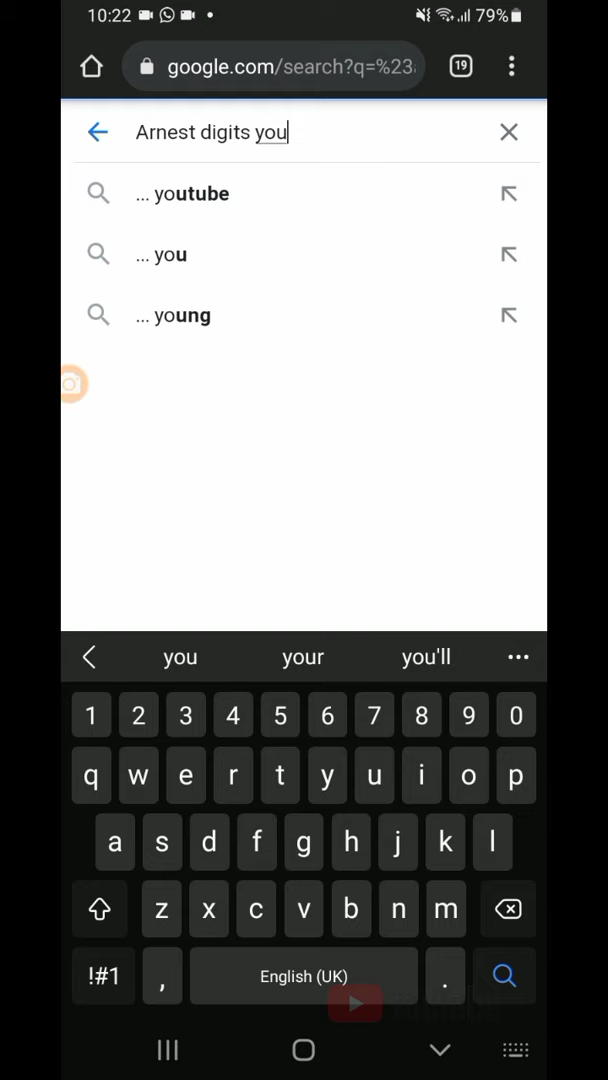 10:22 79%
google.com/search?q=%23 19
Arnest digits you
... youtube
... you
... young
you your you'll
1 2 3 4 5 6 7 8 9 0
q w e r t y u i o p
a s d f g h j k l
z x c v b n m
!#1 , English (UK) .